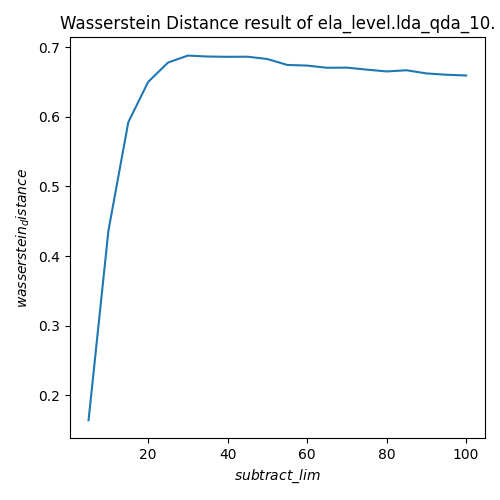 Wasserstein Distance result of ela_level.lda_qda_10.
0.7
0.6
0.5
0.4
0.3
0.2
wasserstein_distance
20 40 60 80 100
subtract_lim